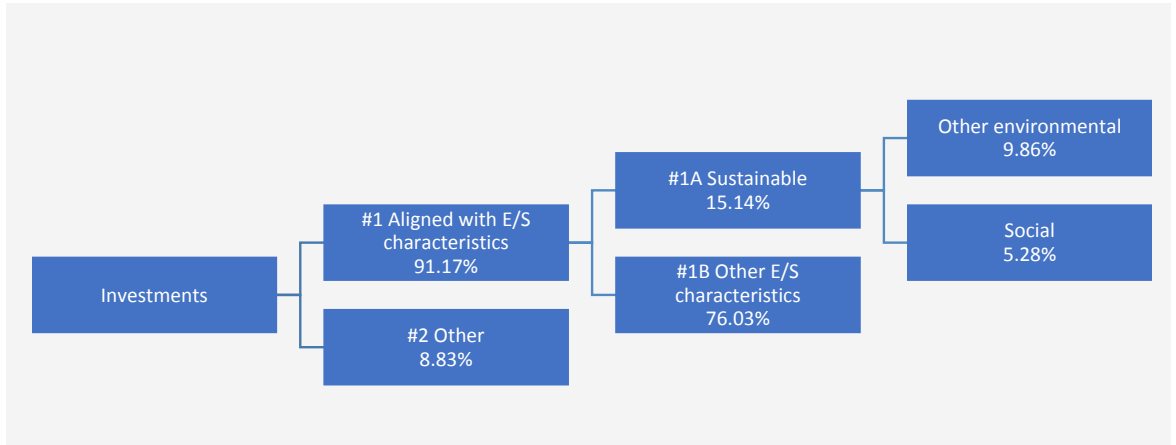 Investments
#1 Aligned with E/S
characteristics
91.17%
#2 Other
8.83%
#1A Sustainable
15.14%
#1B Other E/S
characteristics
76.03%
Other environmental
9.86%
Social
5.28%